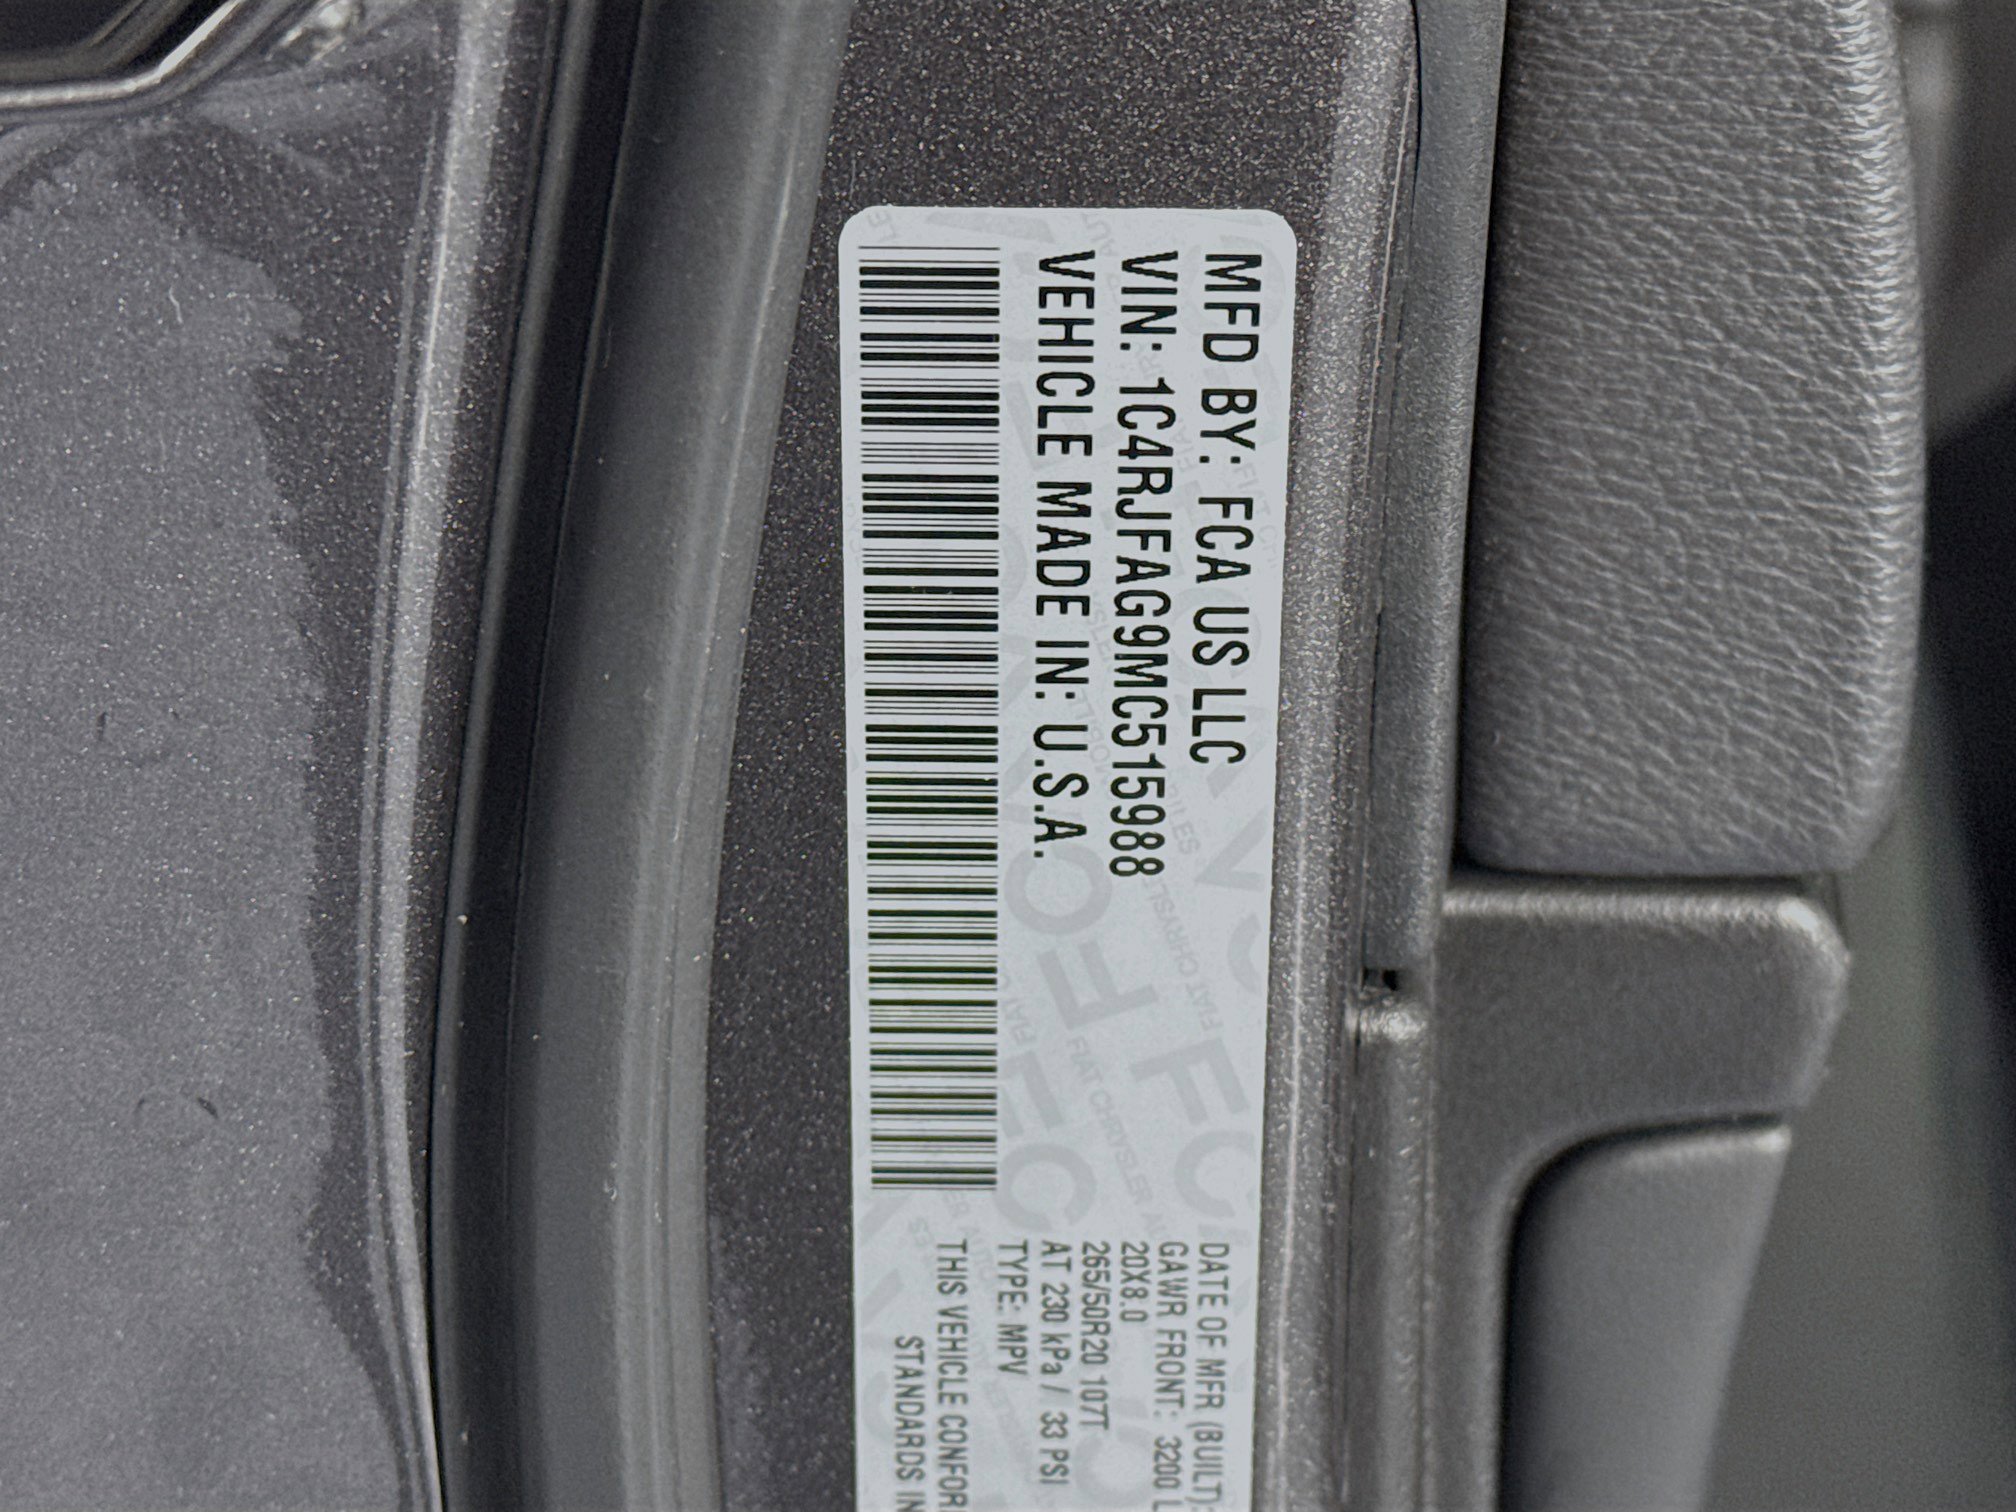 MFD BY: FCA US LLC
VIN: 1C4RJFAG9MC515988
VEHICLE MADE IN: U.S.A.
DATE OF MFR (BUILT):
GAWR FRONT: 3200 L
20X8.0
265/50R20 107T
AT 230 kPa / 33 PSI
TYPE: MPV
THIS VEHICLE CONFOR
STANDARDS IN